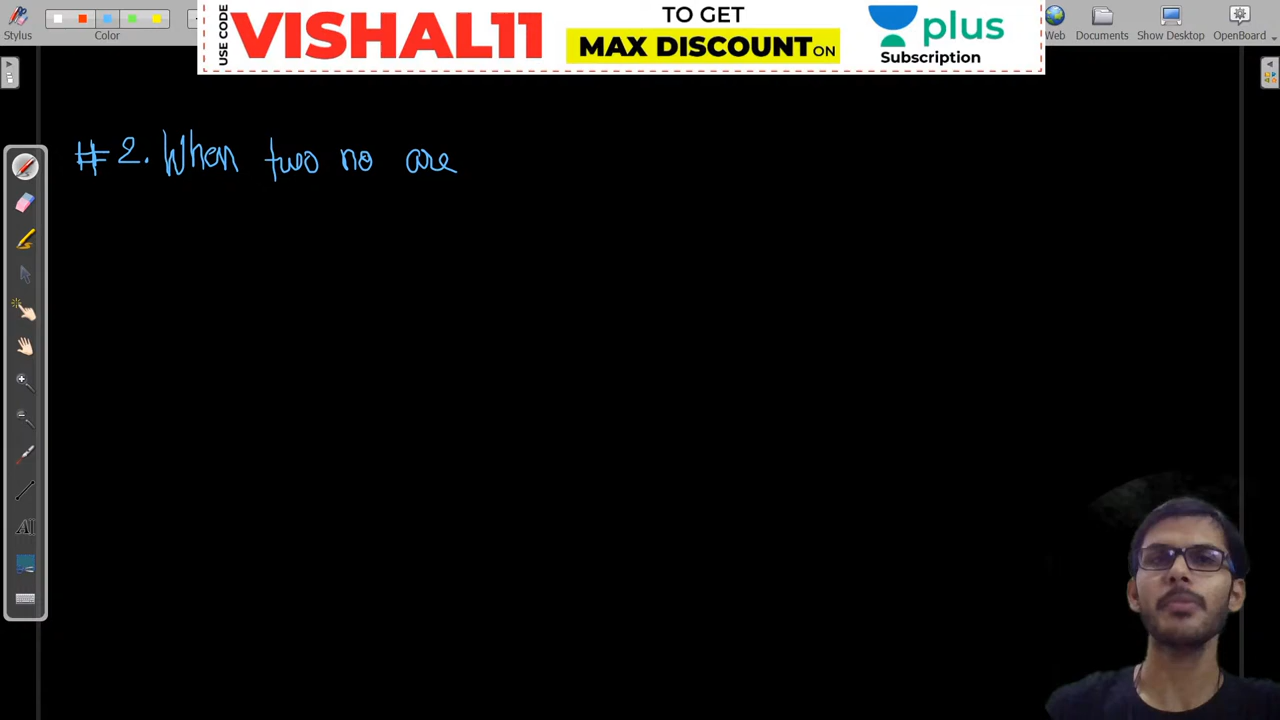 USE CODE
VISHAL11
TO GET
MAX DISCOUNT ON
plus
Subscription
Stylus
Color
Web
Documents
Show Desktop
OpenBoard
#2. When two no are